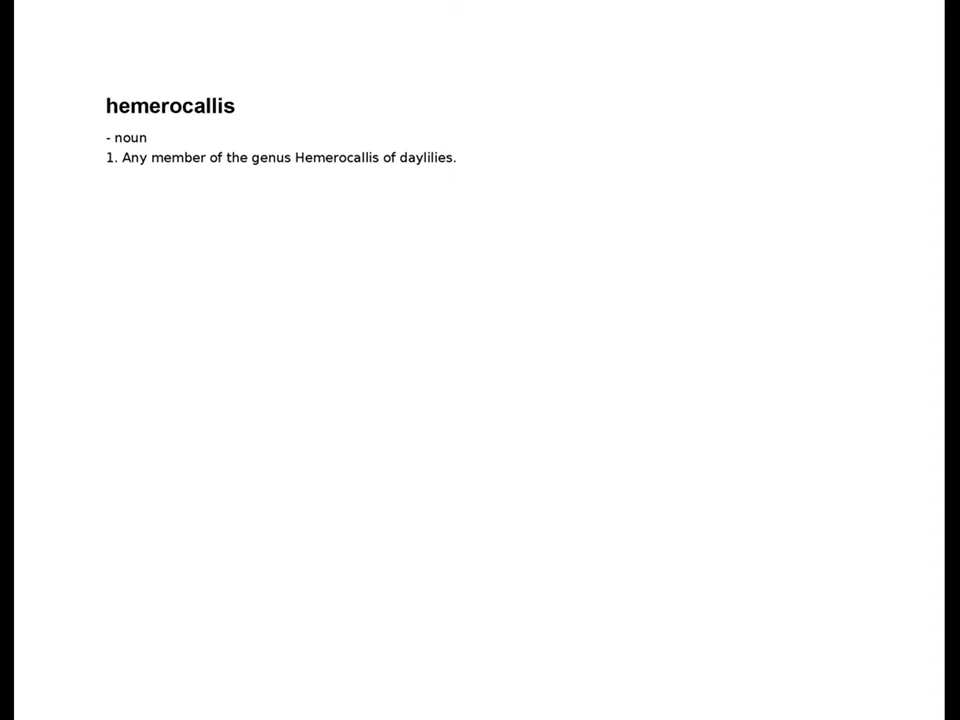 hemerocallis
- noun
1. Any member of the genus Hemerocallis of daylilies.